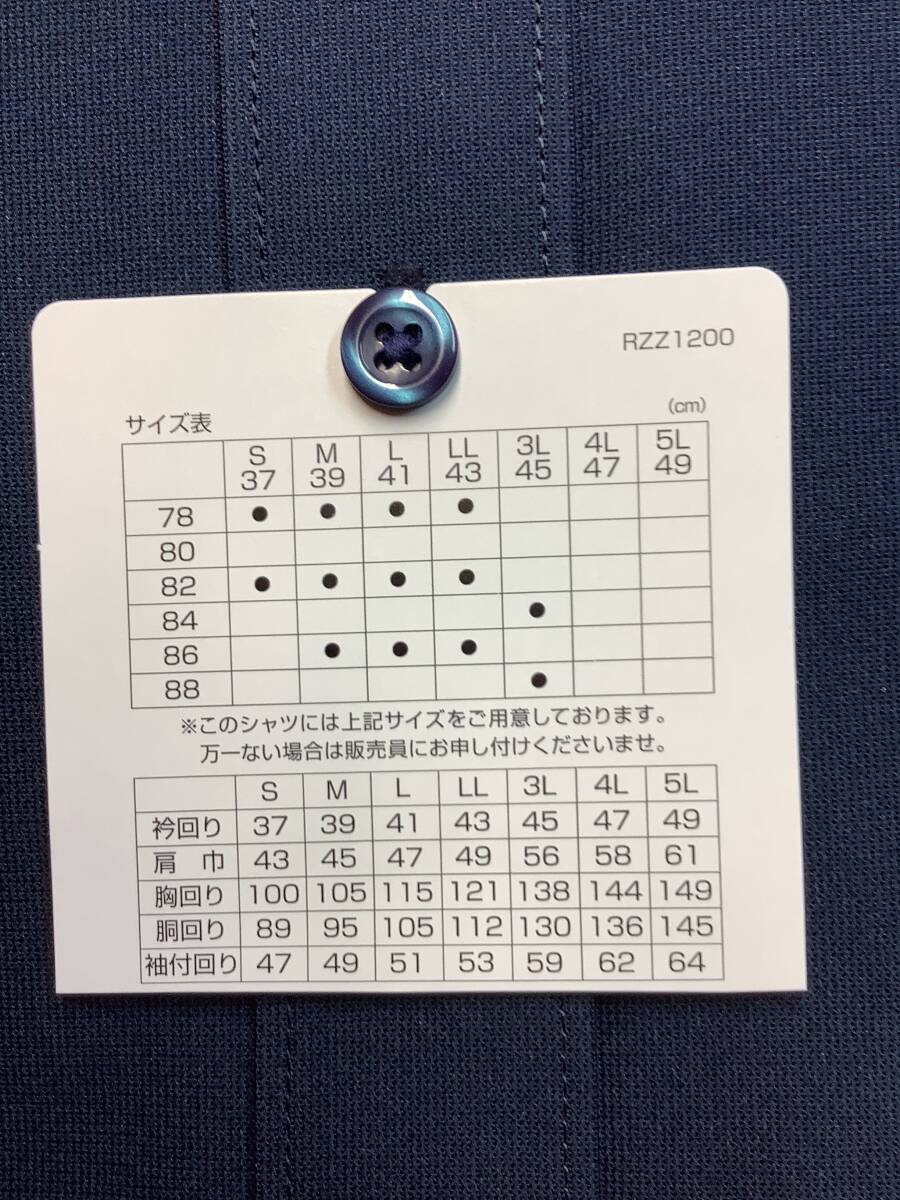 RZZ1200
サイズ表 (cm)
S M L LL 3L 4L 5L
37 39 41 43 45 47 49
78 ● ● ● ●
80
82 ● ● ● ●
84 ●
86 ● ● ●
88 ●
※このシャツには上記サイズをご用意しております。
万一ない場合は販売員にお申し付けくださいませ。
S M L LL 3L 4L 5L
衿回り 37 39 41 43 45 47 49
肩 巾 43 45 47 49 56 58 61
胸回り 100 105 115 121 138 144 149
胴回り 89 95 105 112 130 136 145
袖付回り 47 49 51 53 59 62 64